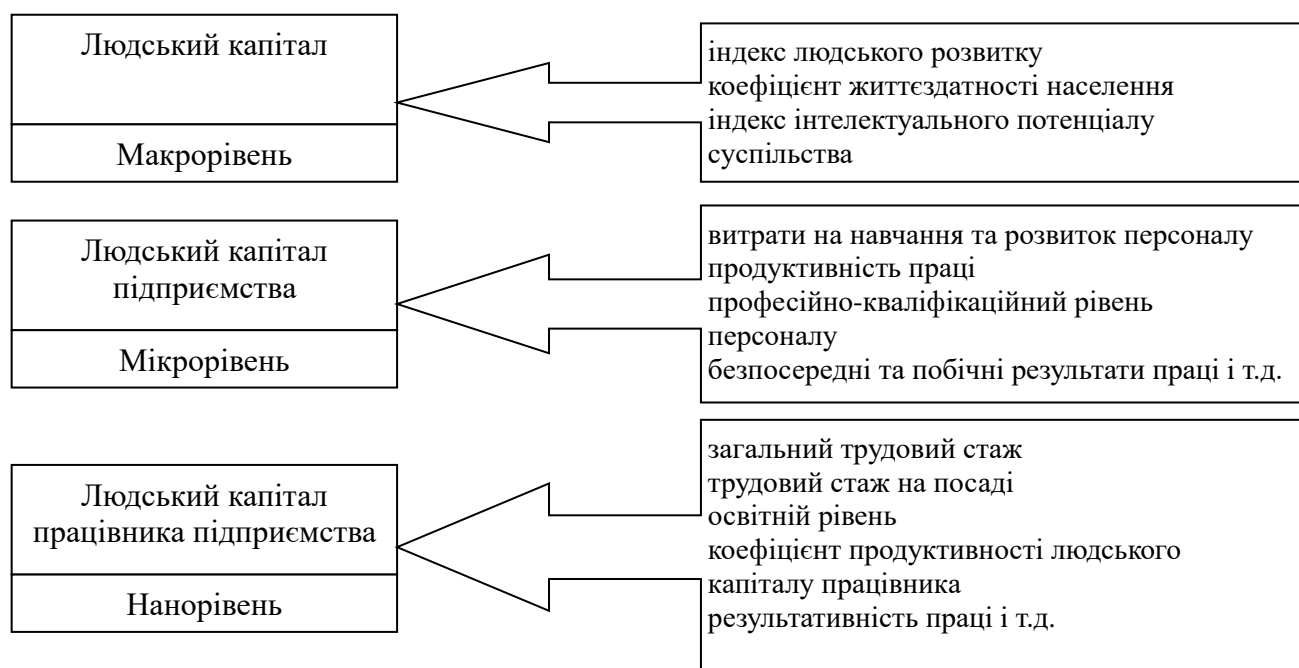 Людський капітал
Макрорівень
індекс людського розвитку
коефіцієнт життєздатності населення
індекс інтелектуального потенціалу
суспільства
Людський капітал
підприємства
Мікрорівень
витрати на навчання та розвиток персоналу
продуктивність праці
професійно-кваліфікаційний рівень
персоналу
безпосередні та побічні результати праці і т.д.
Людський капітал
працівника підприємства
Нанорівень
загальний трудовий стаж
трудовий стаж на посаді
освітній рівень
коефіцієнт продуктивності людського
капіталу працівника
результативність праці і т.д.